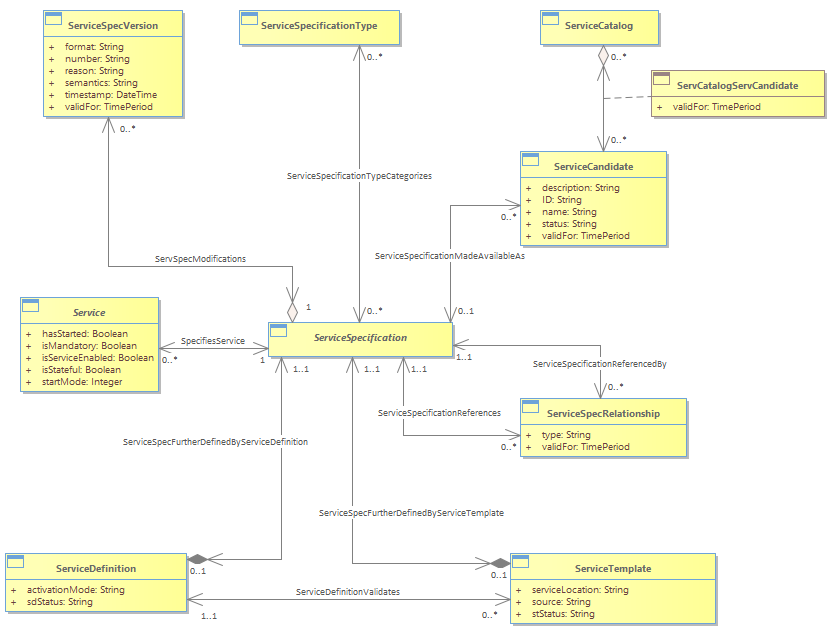 ServiceSpecVersion
+ format: String
+ number: String
+ reason: String
+ semantics: String
+ timestamp: DateTime
+ validFor: TimePeriod
0..*
ServiceSpecificationType
0..*
ServiceCatalog
0..*
ServCatalogServCandidate
+ validFor: TimePeriod
0..*
ServiceCandidate
+ description: String
+ ID: String
+ name: String
+ status: String
+ validFor: TimePeriod
0..*
ServiceSpecificationTypeCategorizes
ServiceSpecificationMadeAvailableAs
ServSpecModifications
1
0..*
0..1
Service
+ hasStarted: Boolean
+ isMandatory: Boolean
+ isServiceEnabled: Boolean
+ isStateful: Boolean
+ startMode: Integer
SpecifiesService
0..*
1
ServiceSpecification
1..1
1..1
1..1
1..1
ServiceSpecificationReferencedBy
0..*
ServiceSpecificationReferences
0..*
ServiceSpecRelationship
+ type: String
+ validFor: TimePeriod
ServiceSpecFurtherDefinedByServiceDefinition
ServiceSpecFurtherDefinedByServiceTemplate
ServiceDefinition
+ activationMode: String
+ sdStatus: String
0..1
ServiceDefinitionValidates
1..1
0..*
0..1
ServiceTemplate
+ serviceLocation: String
+ source: String
+ stStatus: String